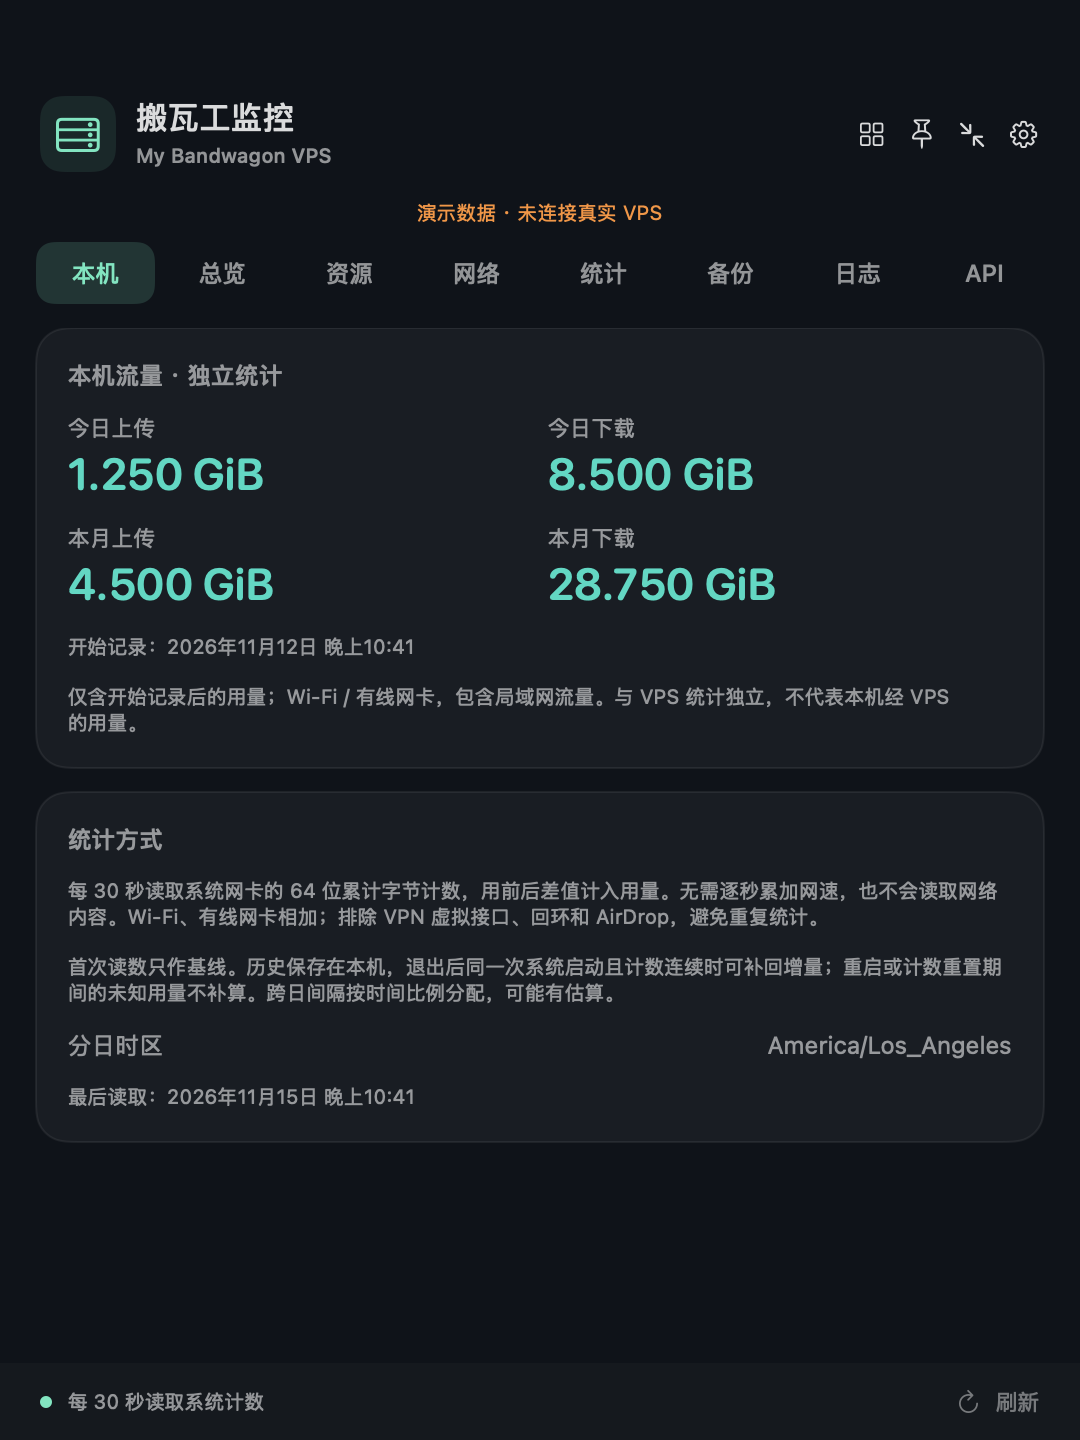 搬瓦工监控
My Bandwagon VPS
演示数据 · 未连接真实 VPS
本机 总览 资源 网络 统计 备份 日志 API
本机流量 · 独立统计
今日上传 今日下载
1.250 GiB 8.500 GiB
本月上传 本月下载
4.500 GiB 28.750 GiB
开始记录：2026年11月12日 晚上10:41
仅含开始记录后的用量；Wi-Fi / 有线网卡，包含局域网流量。与 VPS 统计独立，不代表本机经 VPS
的用量。
统计方式
每 30 秒读取系统网卡的 64 位累计字节计数，用前后差值计入用量。无需逐秒累加网速，也不会读取网络
内容。Wi-Fi、有线网卡相加；排除 VPN 虚拟接口、回环和 AirDrop，避免重复统计。
首次读数只作基线。历史保存在本机，退出后同一次系统启动且计数连续时可补回增量；重启或计数重置期
间的未知用量不补算。跨日间隔按时间比例分配，可能有估算。
分日时区 America/Los_Angeles
最后读取：2026年11月15日 晚上10:41
每 30 秒读取系统计数 刷新